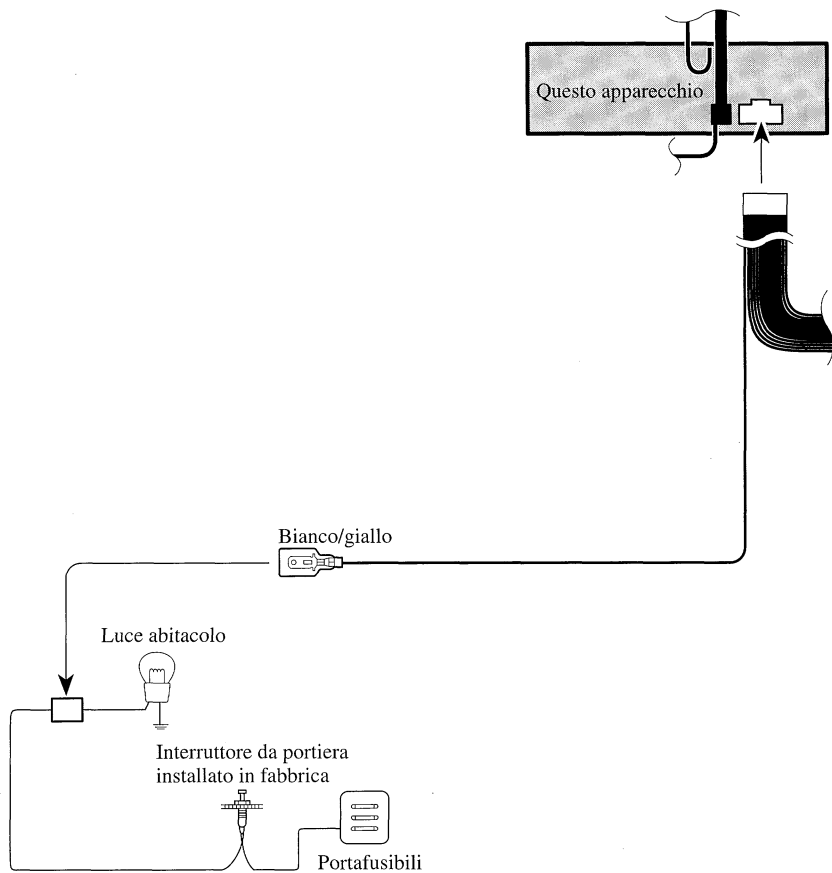 Questo apparecchio
Bianco/giallo
Luce abitacolo
Interruttore da portiera
installato in fabbrica
Portafusibili